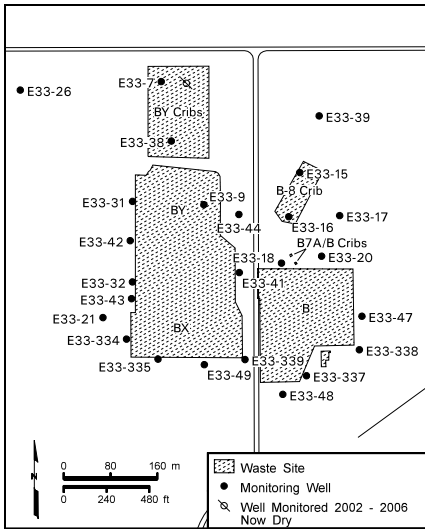 E33-7
E33-26
BY Cribs
E33-39
E33-38
E33-15
B-8 Crib
E33-31
BY
E33-9
E33-44
E33-16
E33-17
E33-42
B7A/B Cribs
E33-18
E33-20
E33-32
E33-41
E33-43
E33-21
BX
B
E33-47
E33-334
E33-338
E33-335
E33-49
E33-339
E33-337
E33-48
N
0 80 160 m
0 240 480 ft
Waste Site
Monitoring Well
Well Monitored 2002 - 2006
Now Dry